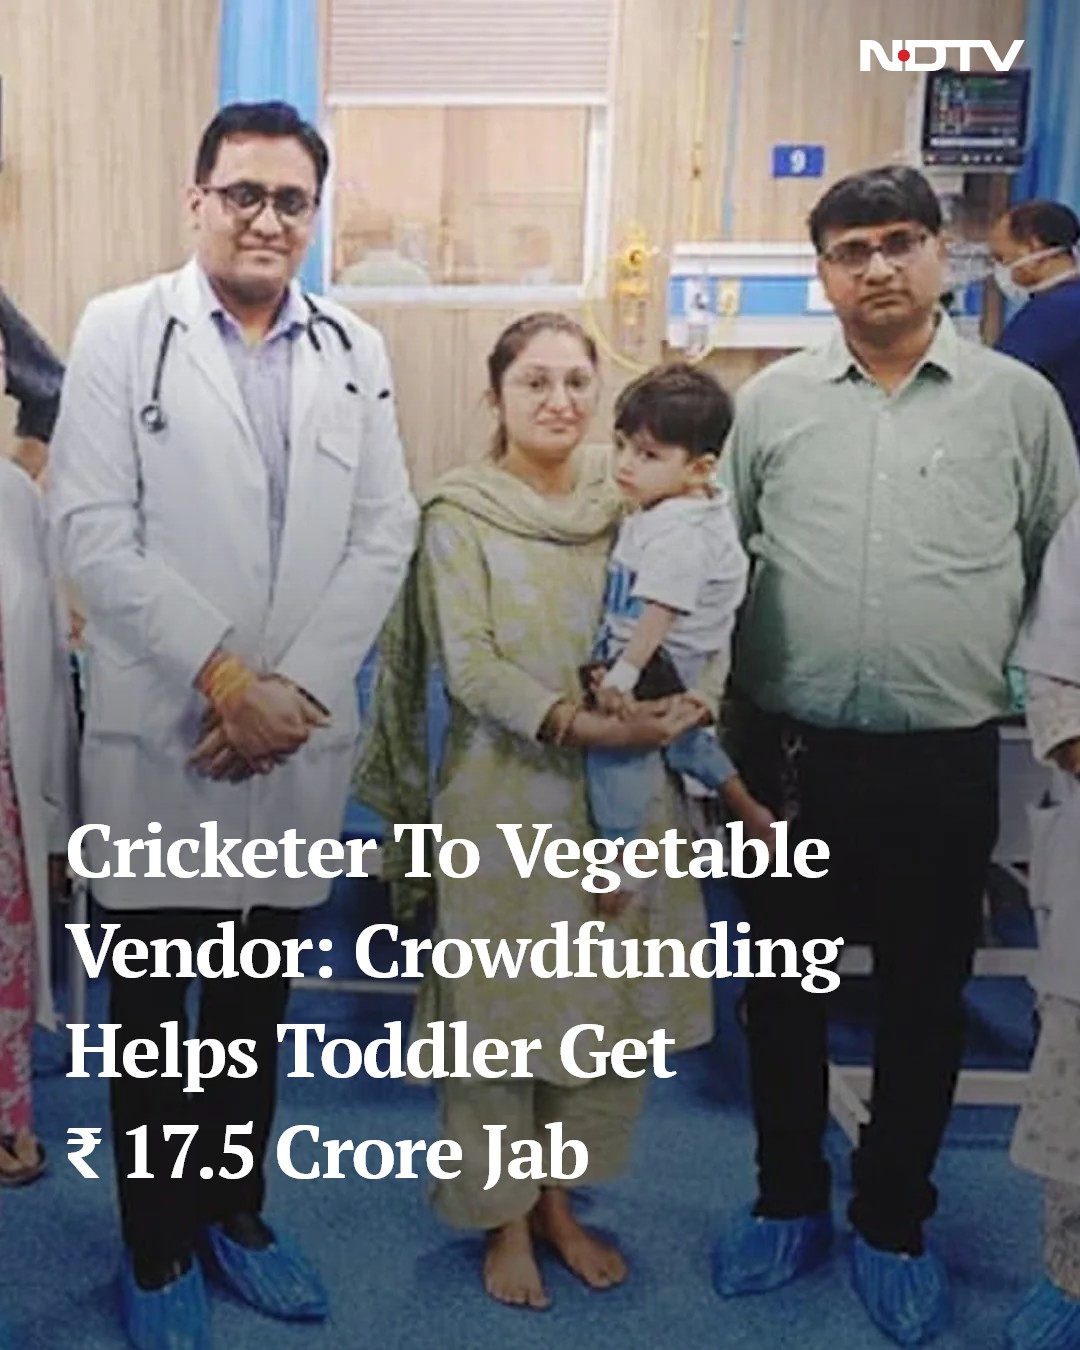 NDTV
9
Cricketer To Vegetable
Vendor: Crowdfunding
Helps Toddler Get
₹ 17.5 Crore Jab